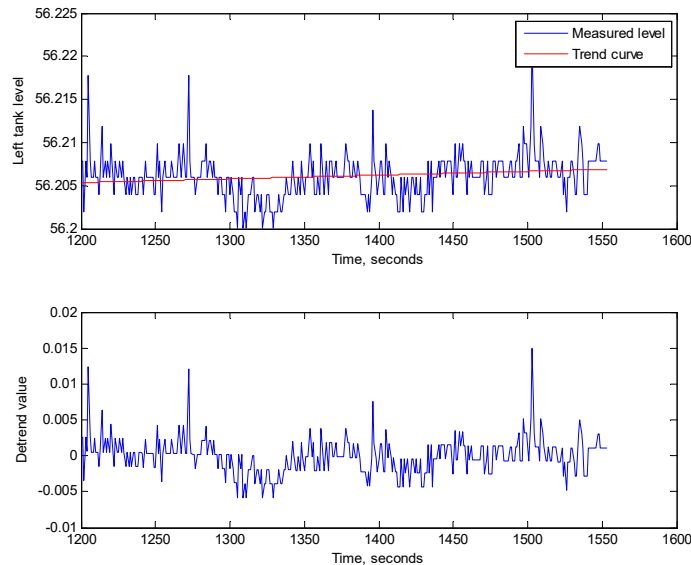 56.225
56.22
56.215
56.21
56.205
56.2
Left tank level
Measured level
Trend curve
1200 1250 1300 1350 1400 1450 1500 1550 1600
Time, seconds
0.02
0.015
0.01
0.005
0
-0.005
-0.01
Detrend value
1200 1250 1300 1350 1400 1450 1500 1550 1600
Time, seconds